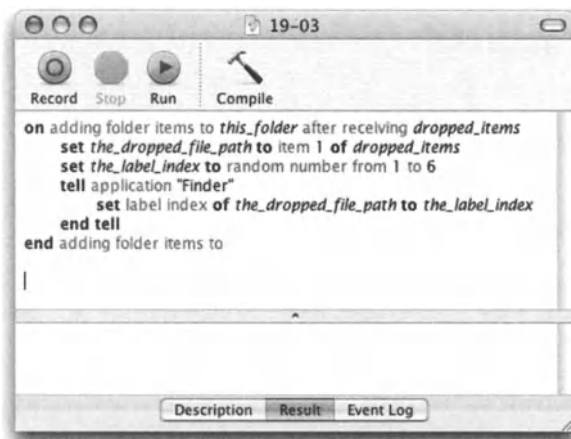 19-03
Record Stop Run Compile
on adding folder items to this_folder after receiving dropped_items
set the_dropped_file_path to item 1 of dropped_items
set the_label_index to random number from 1 to 6
tell application "Finder"
set label index of the_dropped_file_path to the_label_index
end tell
end adding folder items to
Description Result Event Log